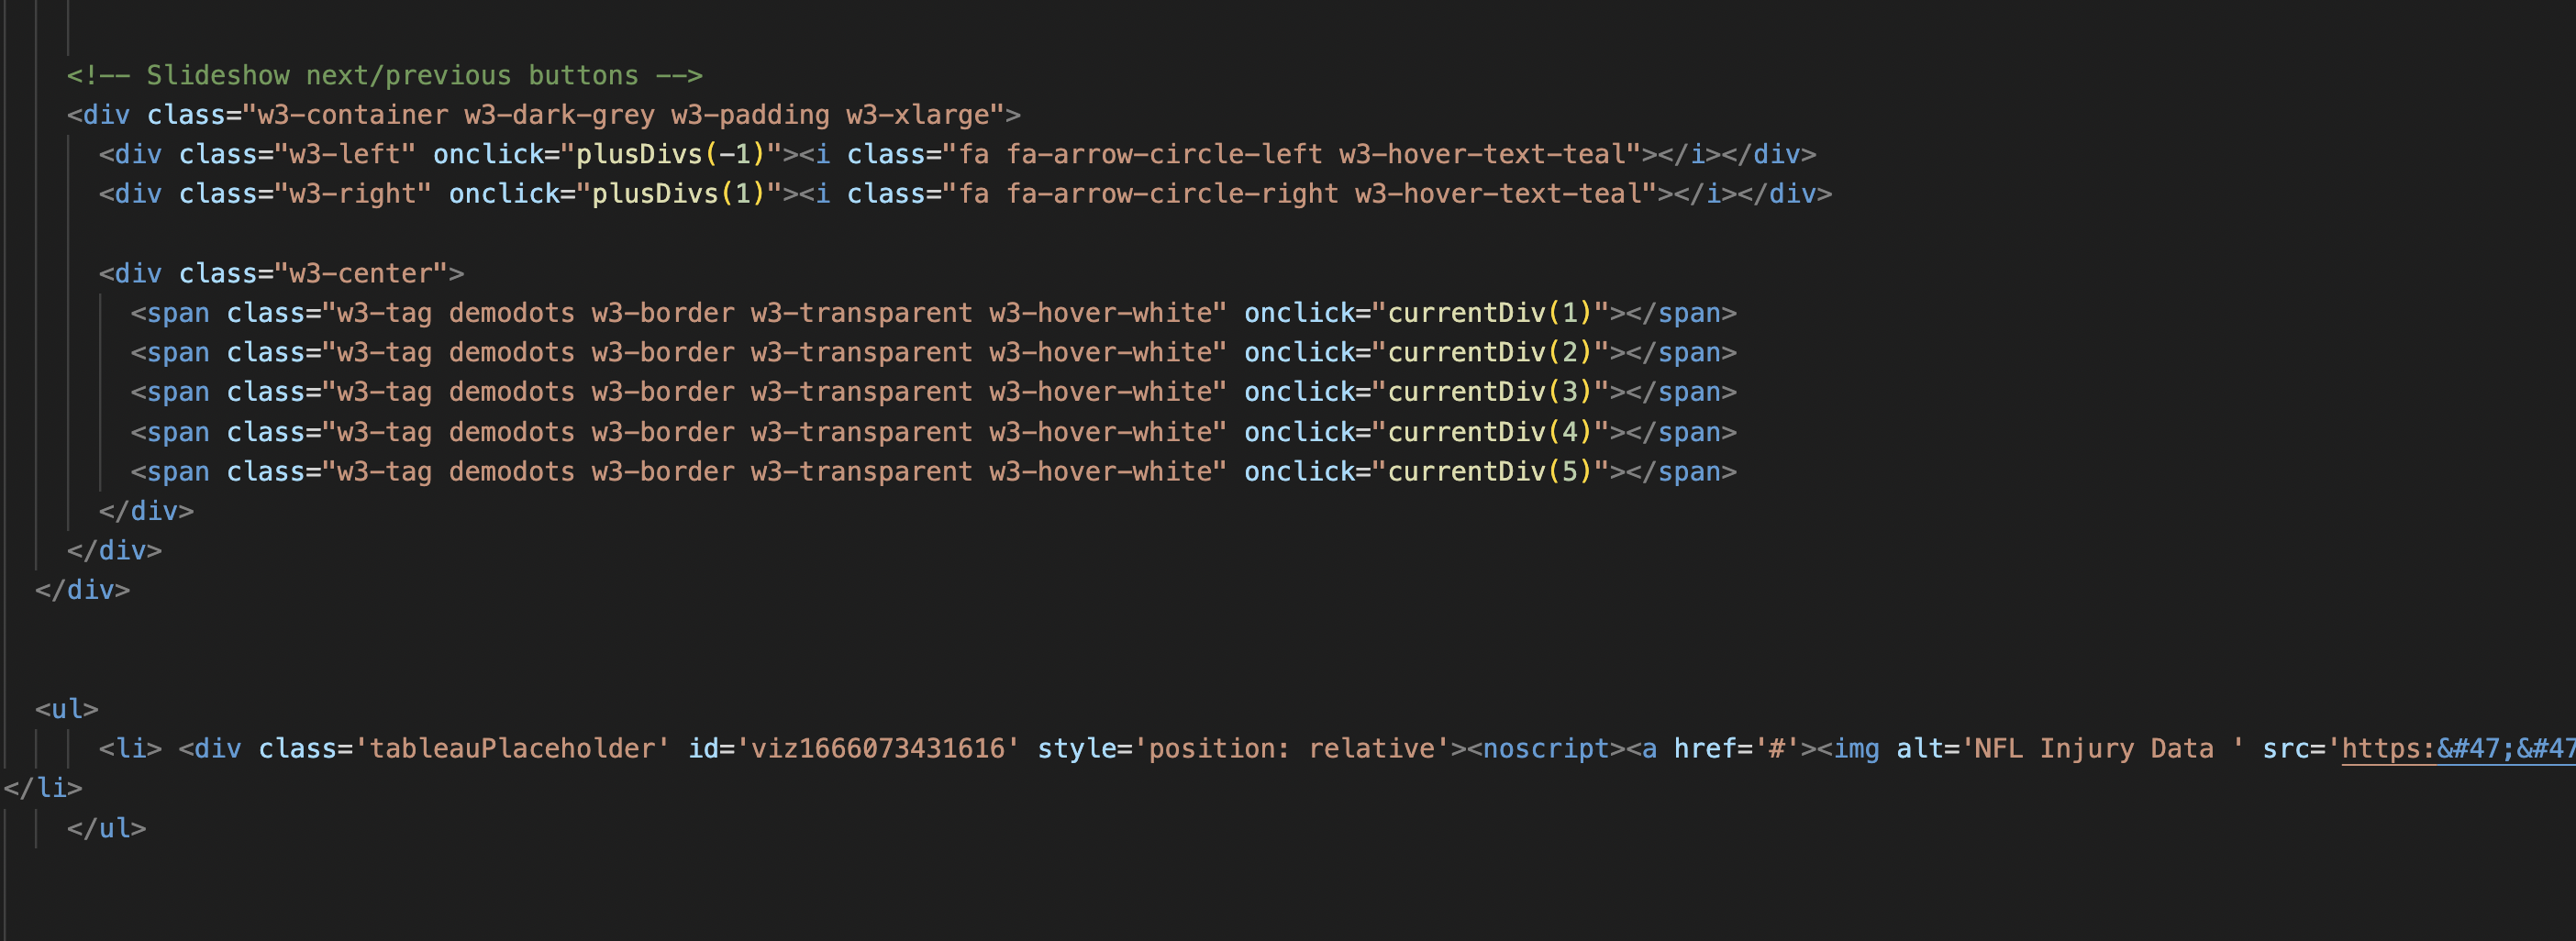 <!-- Slideshow next/previous buttons -->
<div class="w3-container w3-dark-grey w3-padding w3-xlarge">
<div class="w3-left" onclick="plusDivs(-1)"><i class="fa fa-arrow-circle-left w3-hover-text-teal"></i></div>
<div class="w3-right" onclick="plusDivs(1)"><i class="fa fa-arrow-circle-right w3-hover-text-teal"></i></div>
<div class="w3-center">
<span class="w3-tag demodots w3-border w3-transparent w3-hover-white" onclick="currentDiv(1)"></span>
<span class="w3-tag demodots w3-border w3-transparent w3-hover-white" onclick="currentDiv(2)"></span>
<span class="w3-tag demodots w3-border w3-transparent w3-hover-white" onclick="currentDiv(3)"></span>
<span class="w3-tag demodots w3-border w3-transparent w3-hover-white" onclick="currentDiv(4)"></span>
<span class="w3-tag demodots w3-border w3-transparent w3-hover-white" onclick="currentDiv(5)"></span>
</div>
</div>
</div>
<ul>
<li> <div class='tableauPlaceholder' id='viz1666073431616' style='position: relative'><noscript><a href='#'><img alt='NFL Injury Data ' src='https:&#47;&#47
</li>
</ul>